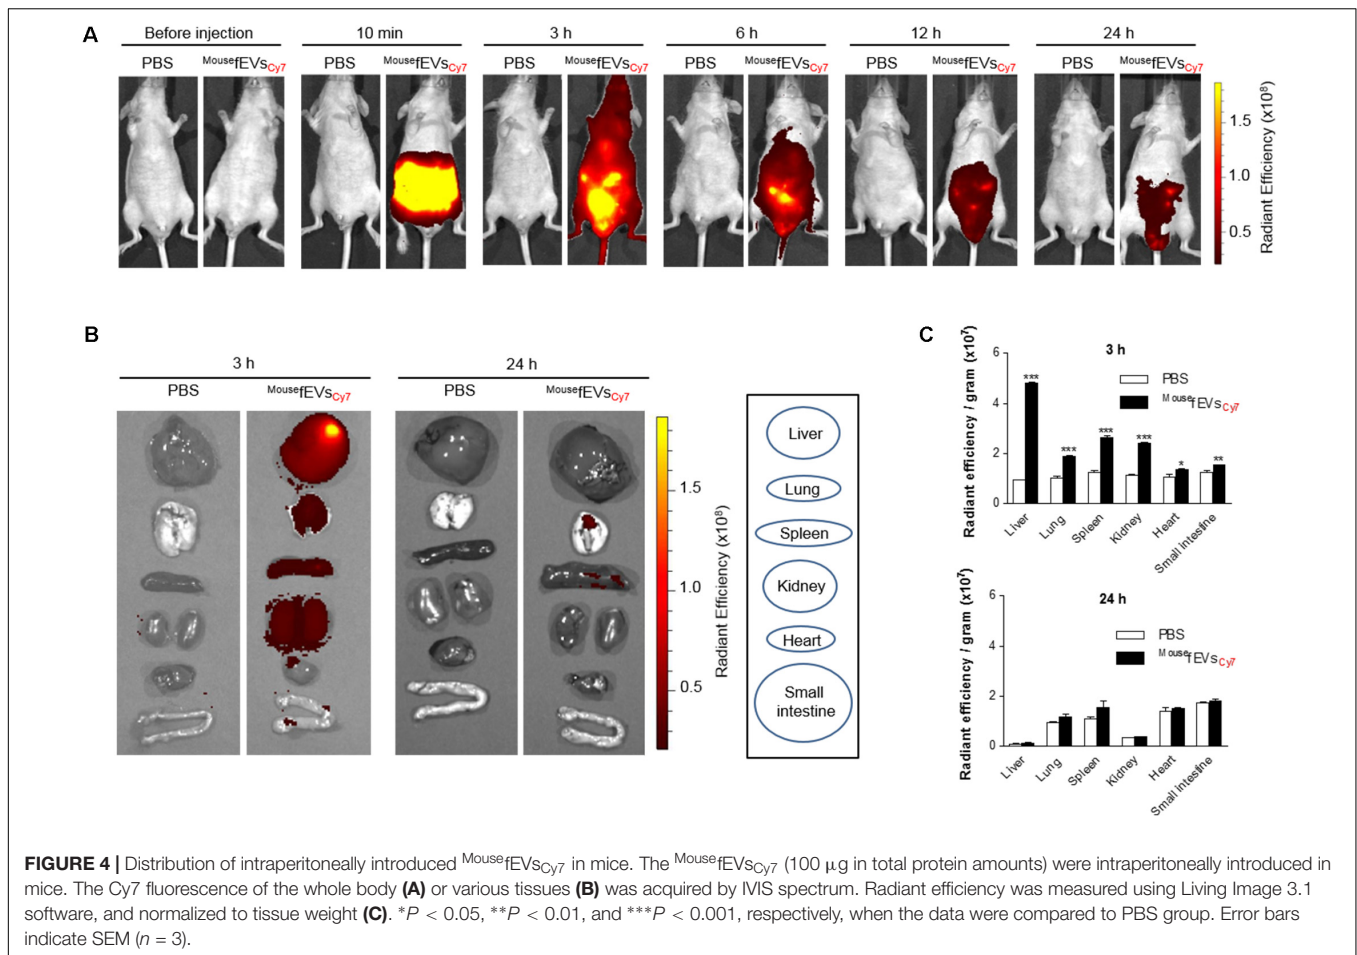 A
Before injection
10 min
3 h
6 h
12 h
24 h
PBS
MousefEVsCy7
PBS
MousefEVsCy7
PBS
MousefEVsCy7
PBS
MousefEVsCy7
PBS
MousefEVsCy7
PBS
MousefEVsCy7
1.5
1.0
0.5
Radiant Efficiency (x10⁸)
B
3 h
24 h
PBS
MousefEVsCy7
PBS
MousefEVsCy7
1.5
1.0
0.5
Radiant Efficiency (x10⁸)
Liver
Lung
Spleen
Kidney
Heart
Small
intestine
C
3 h
Radiant efficiency / gram (x10⁷)
6
4
2
0
PBS
MousefEVsCy7
***
***
***
***
*
**
Liver
Lung
Spleen
Kidney
Heart
Small intestine
24 h
Radiant efficiency / gram (x10⁷)
6
4
2
0
PBS
MousefEVsCy7
Liver
Lung
Spleen
Kidney
Heart
Small intestine
FIGURE 4 | Distribution of intraperitoneally introduced MousefEVsCy7 in mice. The MousefEVsCy7 (100 μg in total protein amounts) were intraperitoneally introduced in
mice. The Cy7 fluorescence of the whole body (A) or various tissues (B) was acquired by IVIS spectrum. Radiant efficiency was measured using Living Image 3.1
software, and normalized to tissue weight (C). *P < 0.05, **P < 0.01, and ***P < 0.001, respectively, when the data were compared to PBS group. Error bars
indicate SEM (n = 3).